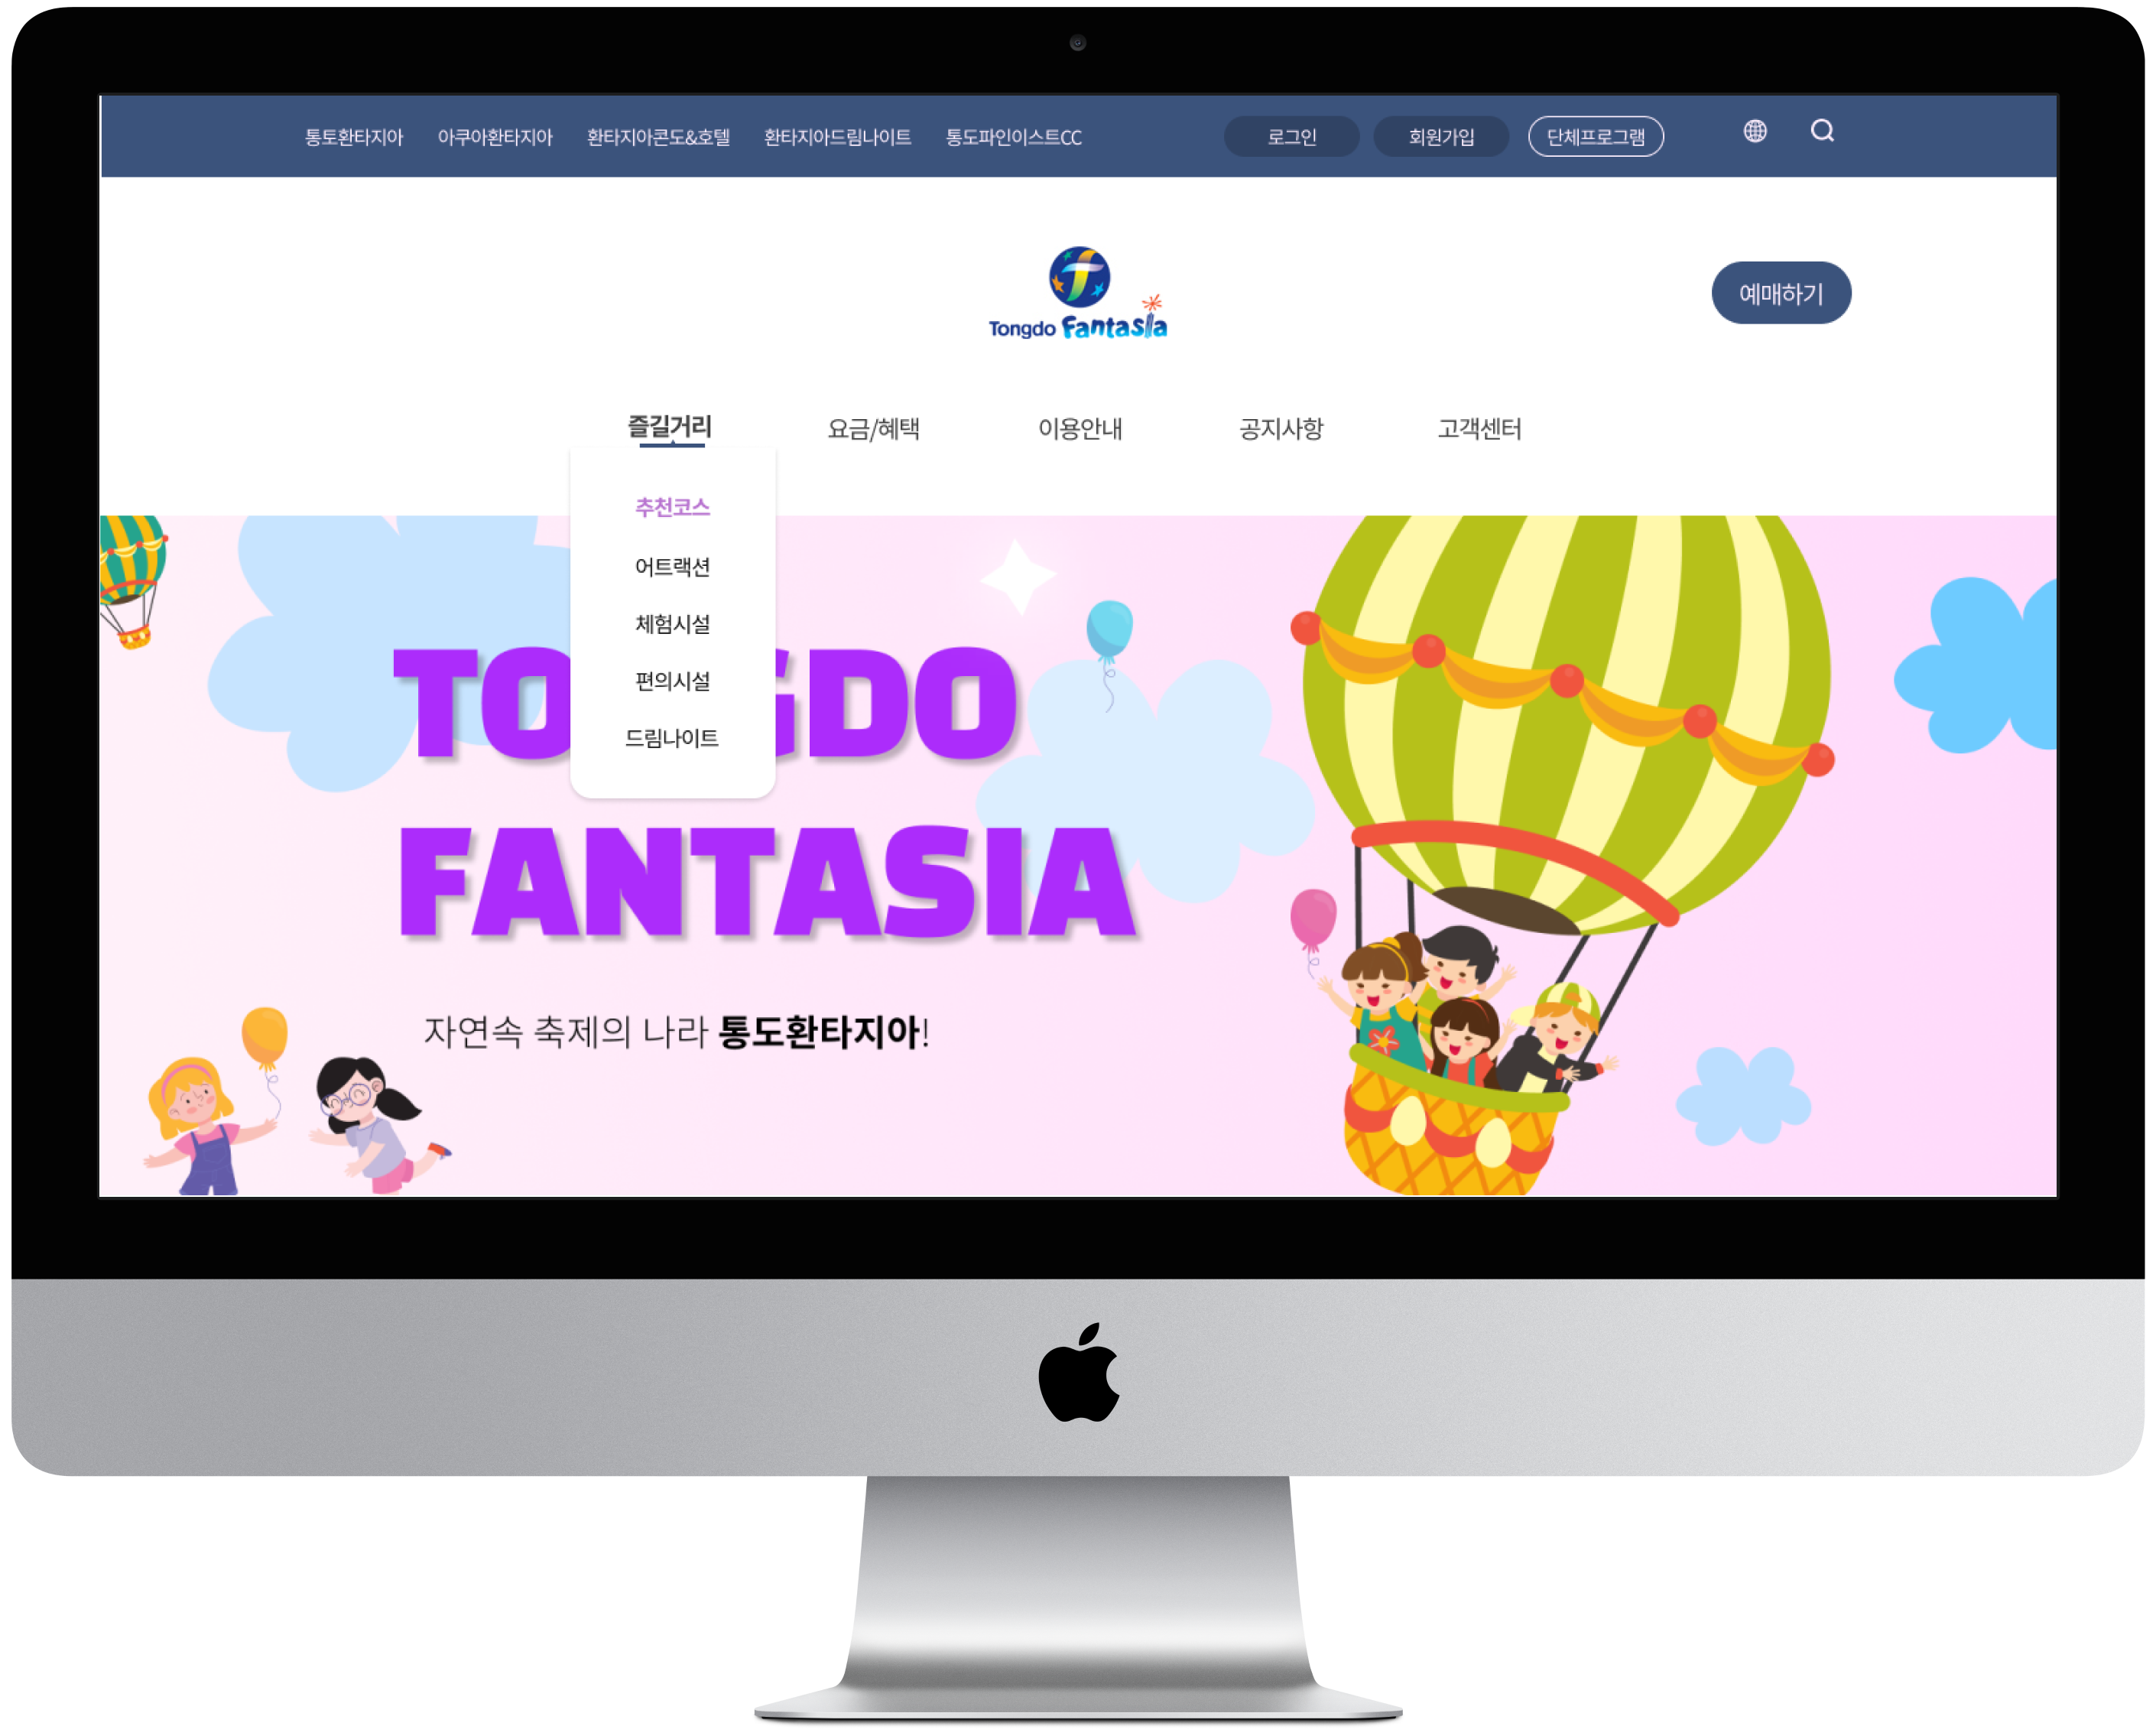 통토환타지아 아쿠아환타지아 환타지아콘도&호텔 환타지아드림나이트 통도파인이스트CC 로그인 회원가입 단체프로그램
Tongdo Fantasia
예매하기
즐길거리 요금/혜택 이용안내 공지사항 고객센터
추천코스
어트랙션
체험시설
편의시설
드림나이트
TO GDO
FANTASIA
자연속 축제의 나라 통도환타지아!